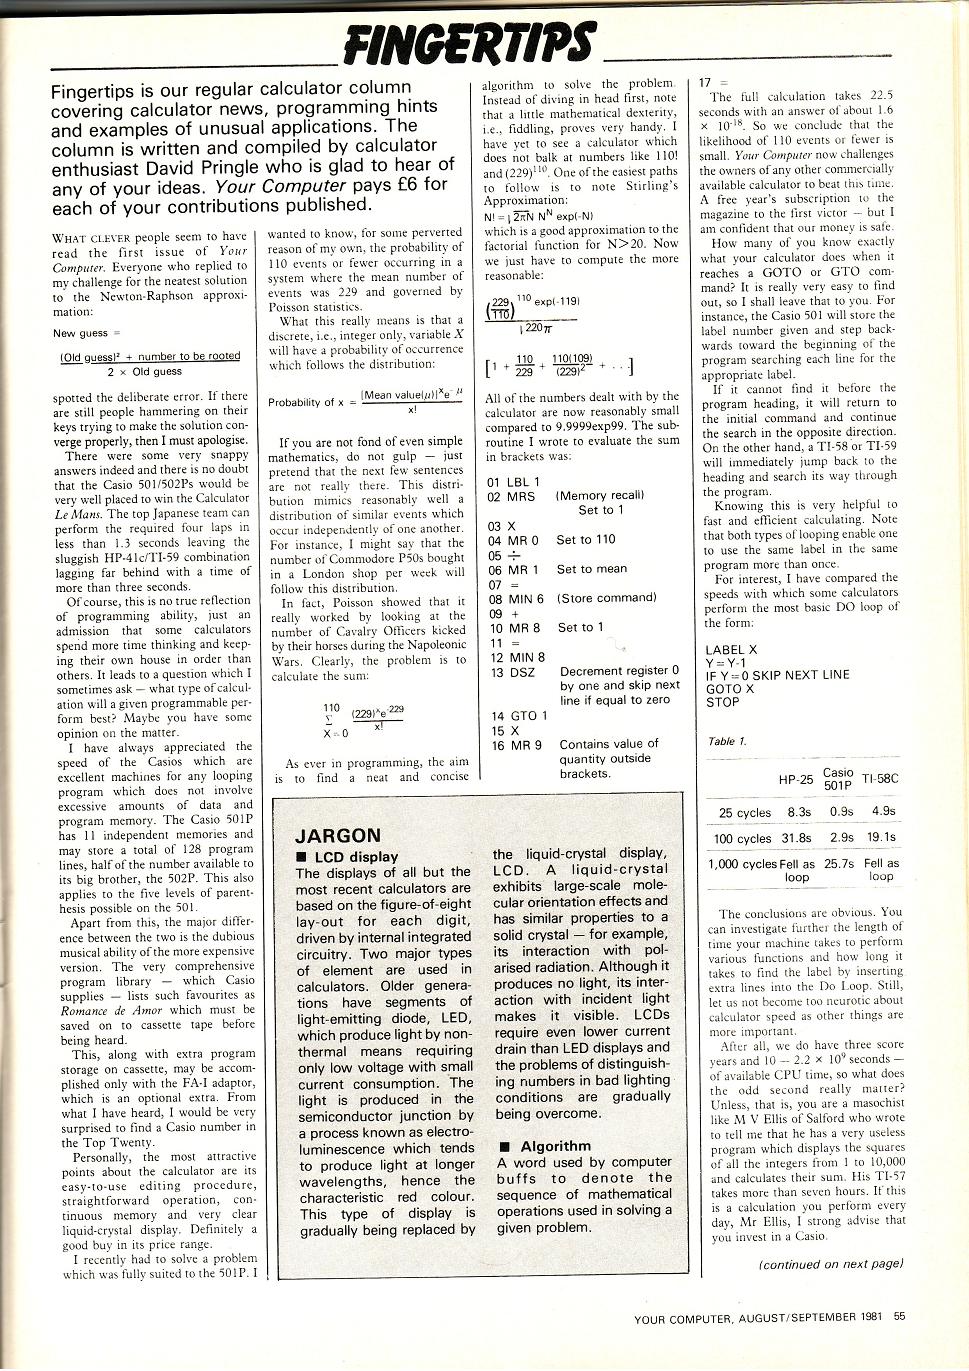 FINGERTIPS
Fingertips is our regular calculator column
covering calculator news, programming hints
and examples of unusual applications. The
column is written and compiled by calculator
enthusiast David Pringle who is glad to hear of
any of your ideas. Your Computer pays £6 for
each of your contributions published.
WHAT CLEVER people seem to have
read the first issue of Your
Computer. Everyone who replied to
my challenge for the neatest solution
to the Newton-Raphson approxi-
mation:
New guess =
(Old guess)² + number to be rooted
2 × Old guess
spotted the deliberate error. If there
are still people hammering on their
keys trying to make the solution con-
verge properly, then I must apologise.
There were some very snappy
answers indeed and there is no doubt
that the Casio 501/502Ps would be
very well placed to win the Calculator
Le Mans. The top Japanese team can
perform the required four laps in
less than 1.3 seconds leaving the
sluggish HP-41c/TI-59 combination
lagging far behind with a time of
more than three seconds.
Of course, this is no true reflection
of programming ability, just an
admission that some calculators
spend more time thinking and keep-
ing their own house in order than
others. It leads to a question which I
sometimes ask — what type of calcul-
ation will a given programmable per-
form best? Maybe you have some
opinion on the matter.
I have always appreciated the
speed of the Casios which are
excellent machines for any looping
program which does not involve
excessive amounts of data and
program memory. The Casio 501P
has 11 independent memories and
may store a total of 128 program
lines, half of the number available to
its big brother, the 502P. This also
applies to the five levels of parent-
hesis possible on the 501.
Apart from this, the major differ-
ence between the two is the dubious
musical ability of the more expensive
version. The very comprehensive
program library — which Casio
supplies — lists such favourites as
Romance de Amor which must be
saved on to cassette tape before
being heard.
This, along with extra program
storage on cassette, may be accom-
plished only with the FA-I adaptor,
which is an optional extra. From
what I have heard, I would be very
surprised to find a Casio number in
the Top Twenty.
Personally, the most attractive
points about the calculator are its
easy-to-use editing procedure,
straightforward operation, con-
tinuous memory and very clear
liquid-crystal display. Definitely a
good buy in its price range.
I recently had to solve a problem
which was fully suited to the 501P. I
wanted to know, for some perverted
reason of my own, the probability of
110 events or fewer occurring in a
system where the mean number of
events was 229 and governed by
Poisson statistics.
What this really means is that a
discrete, i.e., integer only, variable X
will have a probability of occurrence
which follows the distribution:
Probability of x = (Mean value(μ))ˣe⁻μ
x!
If you are not fond of even simple
mathematics, do not gulp — just
pretend that the next few sentences
are not really there. This distri-
bution mimics reasonably well a
distribution of similar events which
occur independently of one another.
For instance, I might say that the
number of Commodore P50s bought
in a London shop per week will
follow this distribution.
In fact, Poisson showed that it
really worked by looking at the
number of Cavalry Officers kicked
by their horses during the Napoleonic
Wars. Clearly, the problem is to
calculate the sum:
110
Σ (229)ˣe⁻²²⁹
X=0 x!
As ever in programming, the aim
is to find a neat and concise
algorithm to solve the problem.
Instead of diving in head first, note
that a little mathematical dexterity,
i.e., fiddling, proves very handy. I
have yet to see a calculator which
does not balk at numbers like 110!
and (229)¹¹⁰. One of the easiest paths
to follow is to note Stirling's
Approximation:
N! = √2πN Nᴺ exp(-N)
which is a good approximation to the
factorial function for N>20. Now
we just have to compute the more
reasonable:
(229/110)¹¹⁰ exp(-119)
√220π
[1 + 110/229 + 110(109)/(229)² + . . .]
All of the numbers dealt with by the
calculator are now reasonably small
compared to 9.9999exp99. The sub-
routine I wrote to evaluate the sum
in brackets was:
01 LBL 1
02 MRS (Memory recall)
Set to 1
03 X
04 MR 0 Set to 110
05 ÷
06 MR 1 Set to mean
07 =
08 MIN 6 (Store command)
09 +
10 MR 8 Set to 1
11 =
12 MIN 8
13 DSZ Decrement register 0
by one and skip next
line if equal to zero
14 GTO 1
15 X
16 MR 9 Contains value of
quantity outside
brackets.
17 =
The full calculation takes 22.5
seconds with an answer of about 1.6
× 10⁻¹⁸. So we conclude that the
likelihood of 110 events or fewer is
small. Your Computer now challenges
the owners of any other commercially
available calculator to beat this time.
A free year's subscription to the
magazine to the first victor — but I
am confident that our money is safe.
How many of you know exactly
what your calculator does when it
reaches a GOTO or GTO com-
mand? It is really very easy to find
out, so I shall leave that to you. For
instance, the Casio 501 will store the
label number given and step back-
wards toward the beginning of the
program searching each line for the
appropriate label.
If it cannot find it before the
program heading, it will return to
the initial command and continue
the search in the opposite direction.
On the other hand, a TI-58 or TI-59
will immediately jump back to the
heading and search its way through
the program.
Knowing this is very helpful to
fast and efficient calculating. Note
that both types of looping enable one
to use the same label in the same
program more than once.
For interest, I have compared the
speeds with which some calculators
perform the most basic DO loop of
the form:
LABEL X
Y=Y-1
IF Y=0 SKIP NEXT LINE
GOTO X
STOP
Table 1.
HP-25 Casio 501P TI-58C
25 cycles 8.3s 0.9s 4.9s
100 cycles 31.8s 2.9s 19.1s
1,000 cycles Fell as loop 25.7s Fell as loop
The conclusions are obvious. You
can investigate further the length of
time your machine takes to perform
various functions and how long it
takes to find the label by inserting
extra lines into the Do Loop. Still,
let us not become too neurotic about
calculator speed as other things are
more important.
After all, we do have three score
years and 10 — 2.2 × 10⁹ seconds —
of available CPU time, so what does
the odd second really matter?
Unless, that is, you are a masochist
like M V Ellis of Salford who wrote
to tell me that he has a very useless
program which displays the squares
of all the integers from 1 to 10,000
and calculates their sum. His TI-57
takes more than seven hours. If this
is a calculation you perform every
day, Mr Ellis, I strong advise that
you invest in a Casio.
(continued on next page)
JARGON
■ LCD display
The displays of all but the
most recent calculators are
based on the figure-of-eight
lay-out for each digit,
driven by internal integrated
circuitry. Two major types
of element are used in
calculators. Older genera-
tions have segments of
light-emitting diode, LED,
which produce light by non-
thermal means requiring
only low voltage with small
current consumption. The
light is produced in the
semiconductor junction by
a process known as electro-
luminescence which tends
to produce light at longer
wavelengths, hence the
characteristic red colour.
This type of display is
gradually being replaced by
the liquid-crystal display,
LCD. A liquid-crystal
exhibits large-scale mole-
cular orientation effects and
has similar properties to a
solid crystal — for example,
its interaction with pol-
arised radiation. Although it
produces no light, its inter-
action with incident light
makes it visible. LCDs
require even lower current
drain than LED displays and
the problems of distinguish-
ing numbers in bad lighting
conditions are gradually
being overcome.
■ Algorithm
A word used by computer
buffs to denote the
sequence of mathematical
operations used in solving a
given problem.
YOUR COMPUTER, AUGUST/SEPTEMBER 1981 55